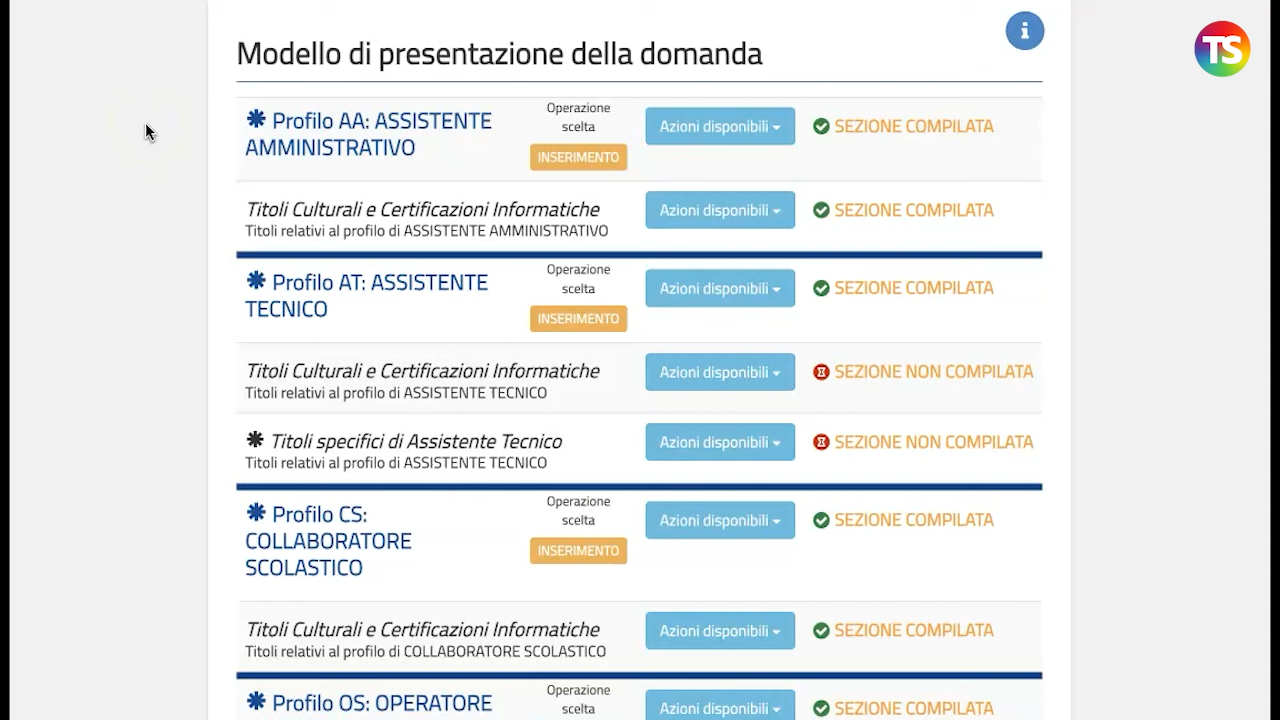 TS
Modello di presentazione della domanda
Profilo AA: ASSISTENTE
AMMINISTRATIVO
Operazione
scelta
INSERIMENTO
Azioni disponibili
SEZIONE COMPILATA
Titoli Culturali e Certificazioni Informatiche
Titoli relativi al profilo di ASSISTENTE AMMINISTRATIVO
Azioni disponibili
SEZIONE COMPILATA
Profilo AT: ASSISTENTE
TECNICO
Operazione
scelta
INSERIMENTO
Azioni disponibili
SEZIONE COMPILATA
Titoli Culturali e Certificazioni Informatiche
Titoli relativi al profilo di ASSISTENTE TECNICO
Azioni disponibili
SEZIONE NON COMPILATA
Titoli specifici di Assistente Tecnico
Titoli relativi al profilo di ASSISTENTE TECNICO
Azioni disponibili
SEZIONE NON COMPILATA
Profilo CS:
COLLABORATORE
SCOLASTICO
Operazione
scelta
INSERIMENTO
Azioni disponibili
SEZIONE COMPILATA
Titoli Culturali e Certificazioni Informatiche
Titoli relativi al profilo di COLLABORATORE SCOLASTICO
Azioni disponibili
SEZIONE COMPILATA
Profilo OS: OPERATORE
Operazione
scelta
Azioni disponibili
SEZIONE COMPILATA